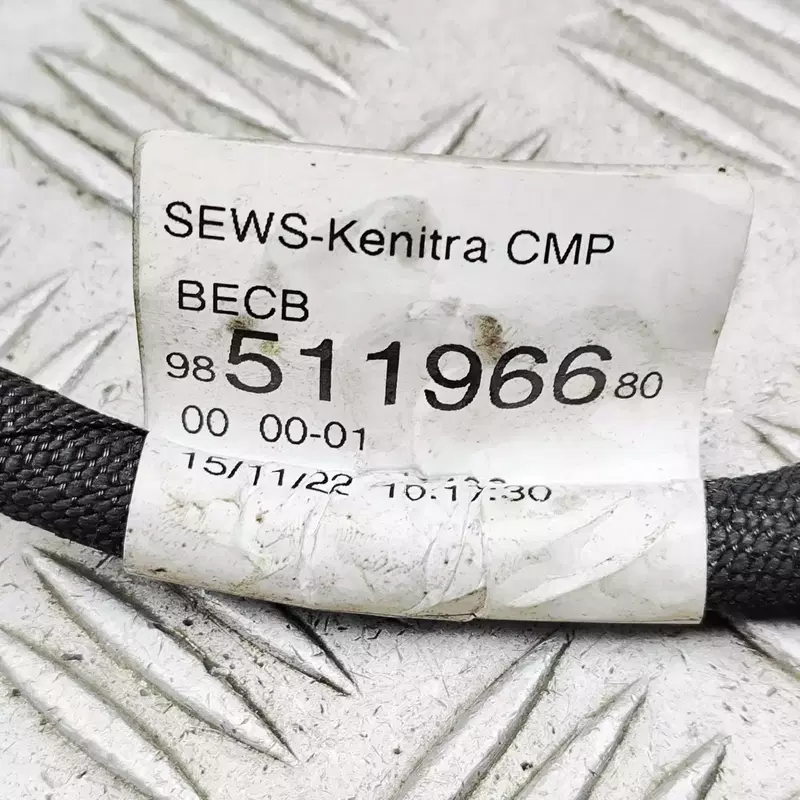 SEWS-Kenitra CMP
BECB
98 511966 80
00 00-01
15/11/22 10:17:30